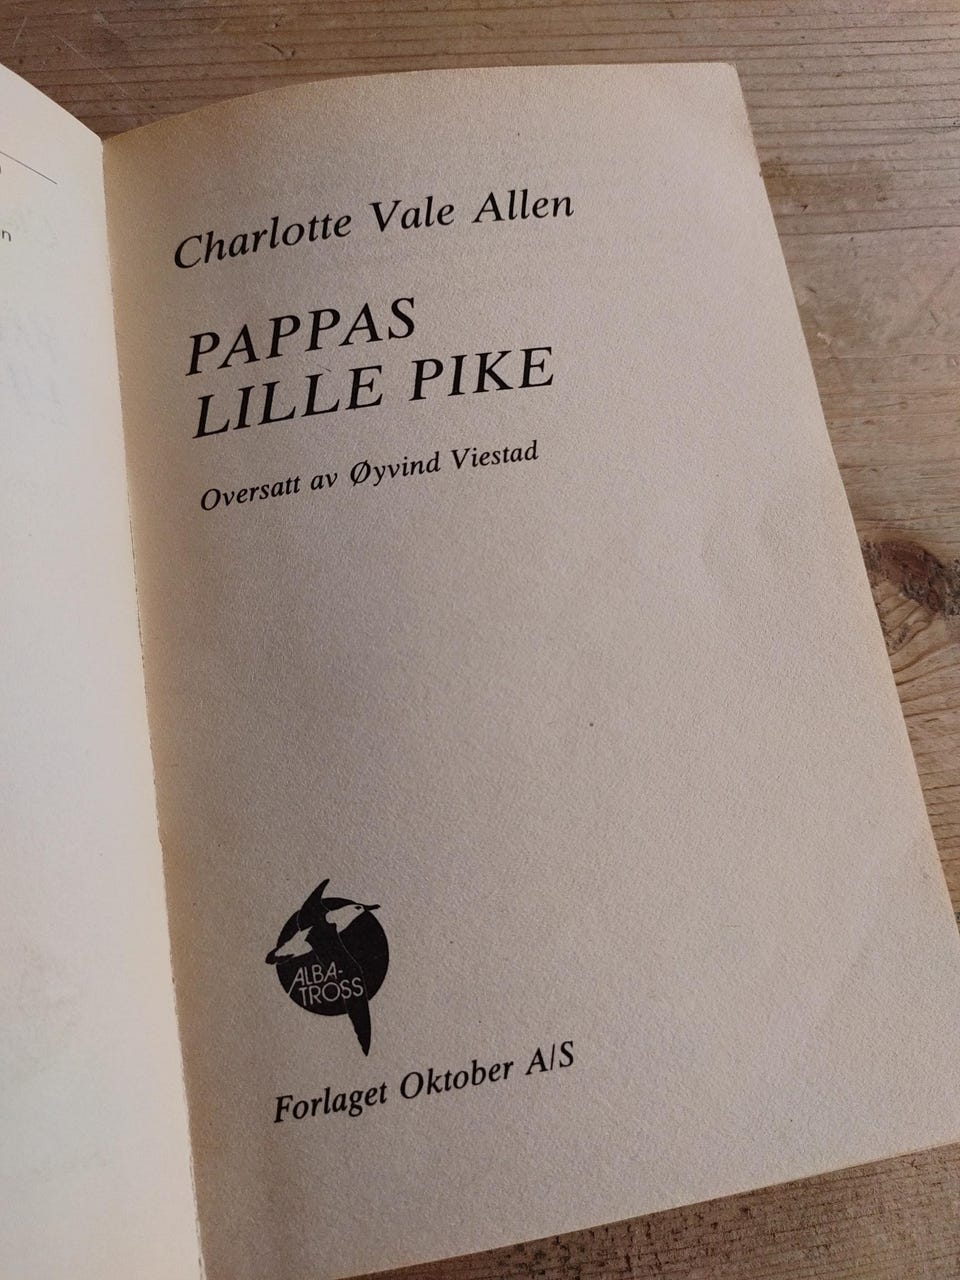 Charlotte Vale Allen
PAPPAS
LILLE PIKE
Oversatt av Øyvind Viestad
ALBA-
TROSS
Forlaget Oktober A/S